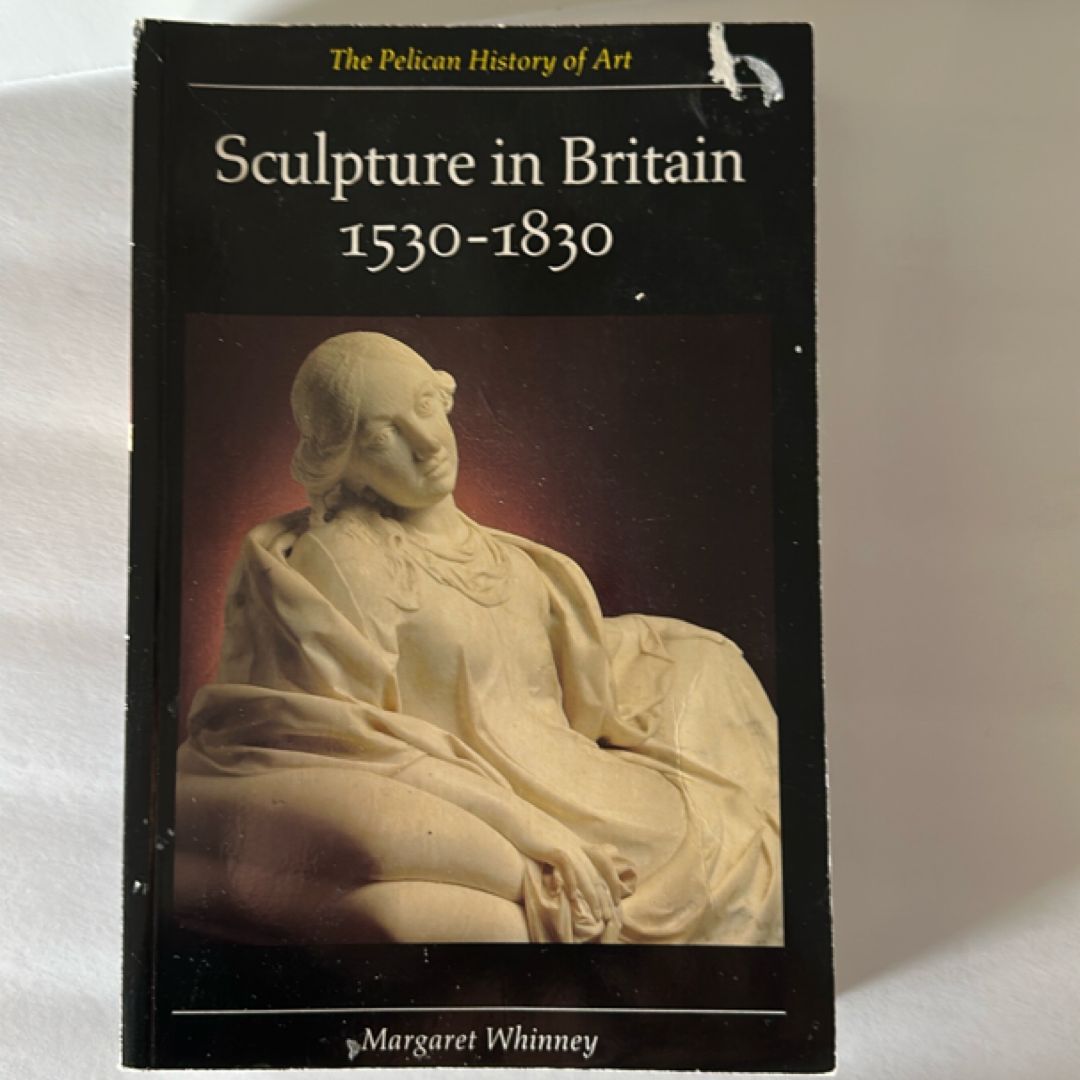 The Pelican History of Art
Sculpture in Britain
1530-1830
Margaret Whinney